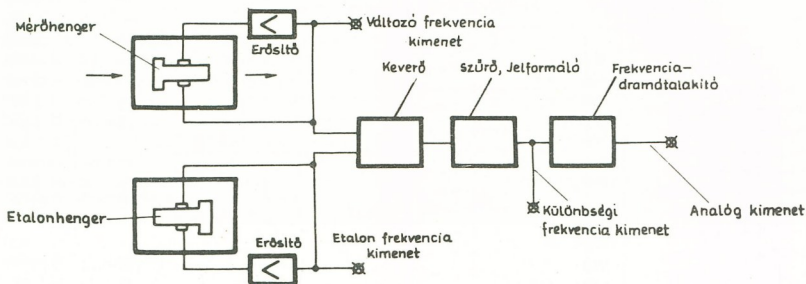 Mérőhenger
Erősítő
Változó frekvencia
kimenet
Keverő
Szűrő, Jelformáló
Frekvencia-
áramátalakító
Etalonhenger
Erősítő
Etalon frekvencia
kimenet
Különbségi
frekvencia kimenet
Analóg kimenet